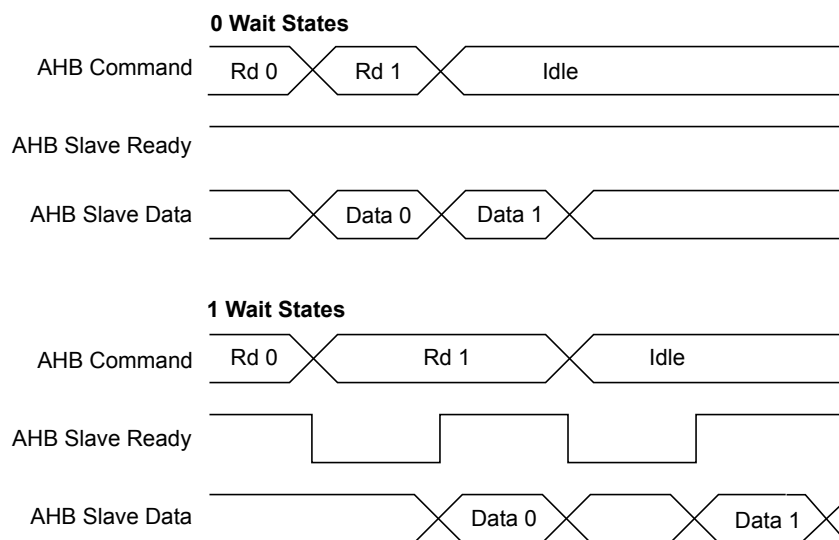 0 Wait States
AHB Command Rd 0 Rd 1 Idle
AHB Slave Ready
AHB Slave Data Data 0 Data 1
1 Wait States
AHB Command Rd 0 Rd 1 Idle
AHB Slave Ready
AHB Slave Data Data 0 Data 1